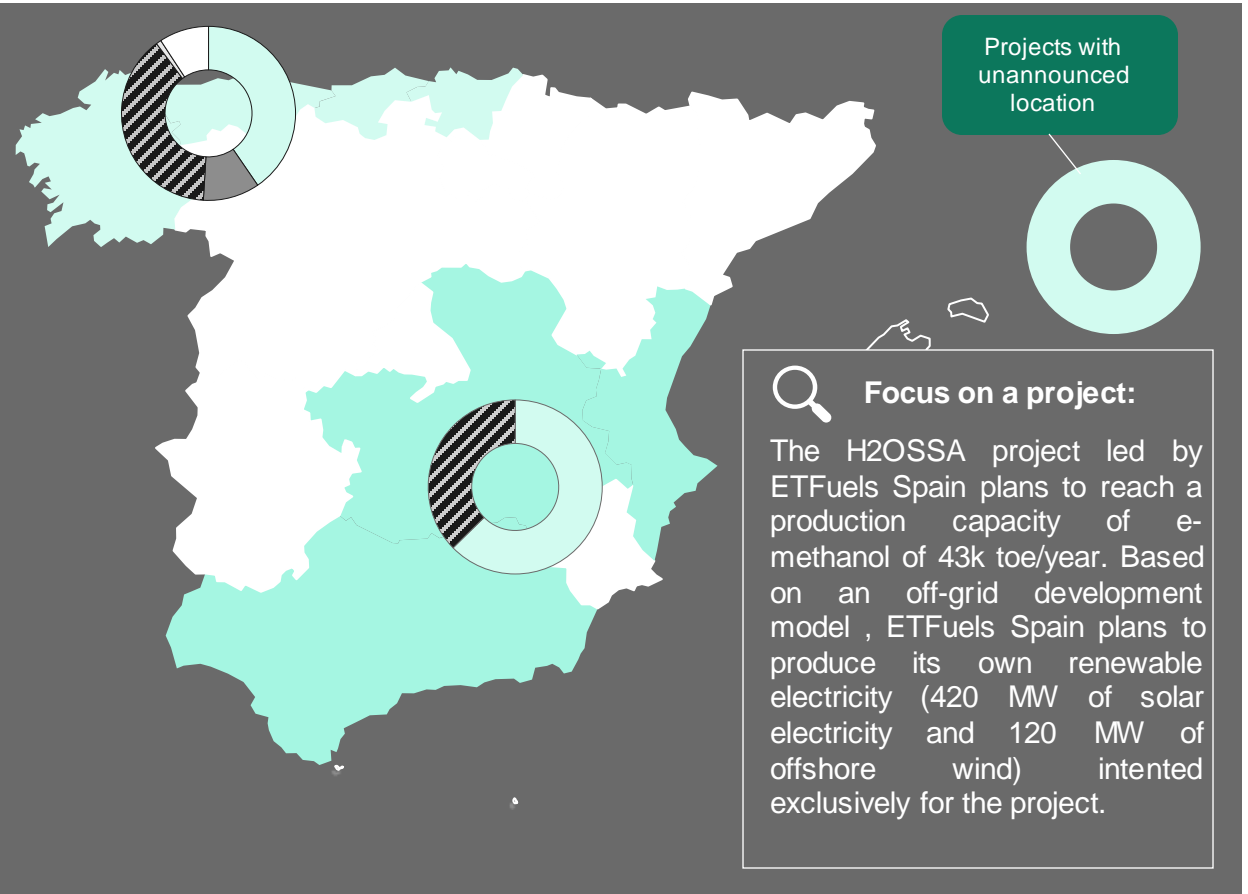 Projects with
unannounced
location
Focus on a project:
The H2OSSA project led by
ETFuels Spain plans to reach a
production capacity of e-
methanol of 43k toe/year. Based
on an off-grid development
model , ETFuels Spain plans to
produce its own renewable
electricity (420 MW of solar
electricity and 120 MW of
offshore wind) intented
exclusively for the project.